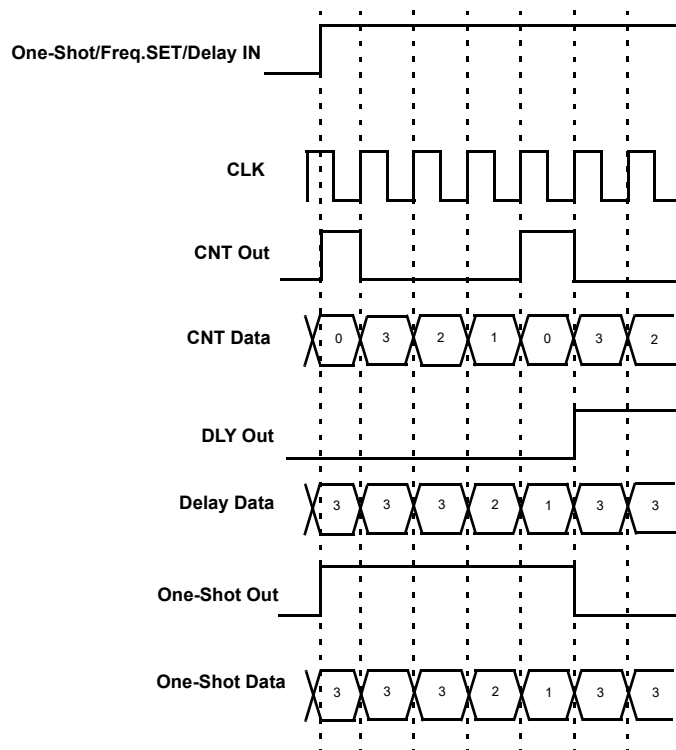 One-Shot/Freq.SET/Delay IN
CLK
CNT Out
CNT Data 0 3 2 1 0 3 2
DLY Out
Delay Data 3 3 3 2 1 3 3
One-Shot Out
One-Shot Data 3 3 3 2 1 3 3